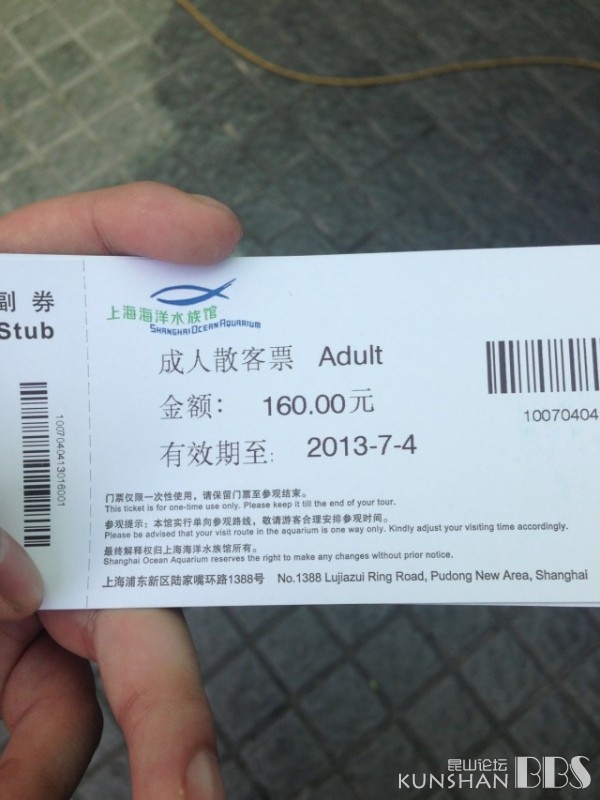 副券
Stub
1007040413016001
上海海洋水族馆
SHANGHAI OCEAN AQUARIUM
成人散客票 Adult
金额: 160.00元
有效期至: 2013-7-4
10070404
门票仅限一次性使用，请保留门票至参观结束。
This ticket is for one-time use only. Please keep it till the end of your tour.
参观提示：本馆实行单向参观路线，敬请游客合理安排参观时间。
Please be advised that your visit route in the aquarium is one way only. Kindly adjust your visiting time accordingly.
最终解释权归上海海洋水族馆所有。
Shanghai Ocean Aquarium reserves the right to make any changes without prior notice.
上海浦东新区陆家嘴环路1388号 No.1388 Lujiazui Ring Road, Pudong New Area, Shanghai
昆山论坛
KUNSHAN BBS